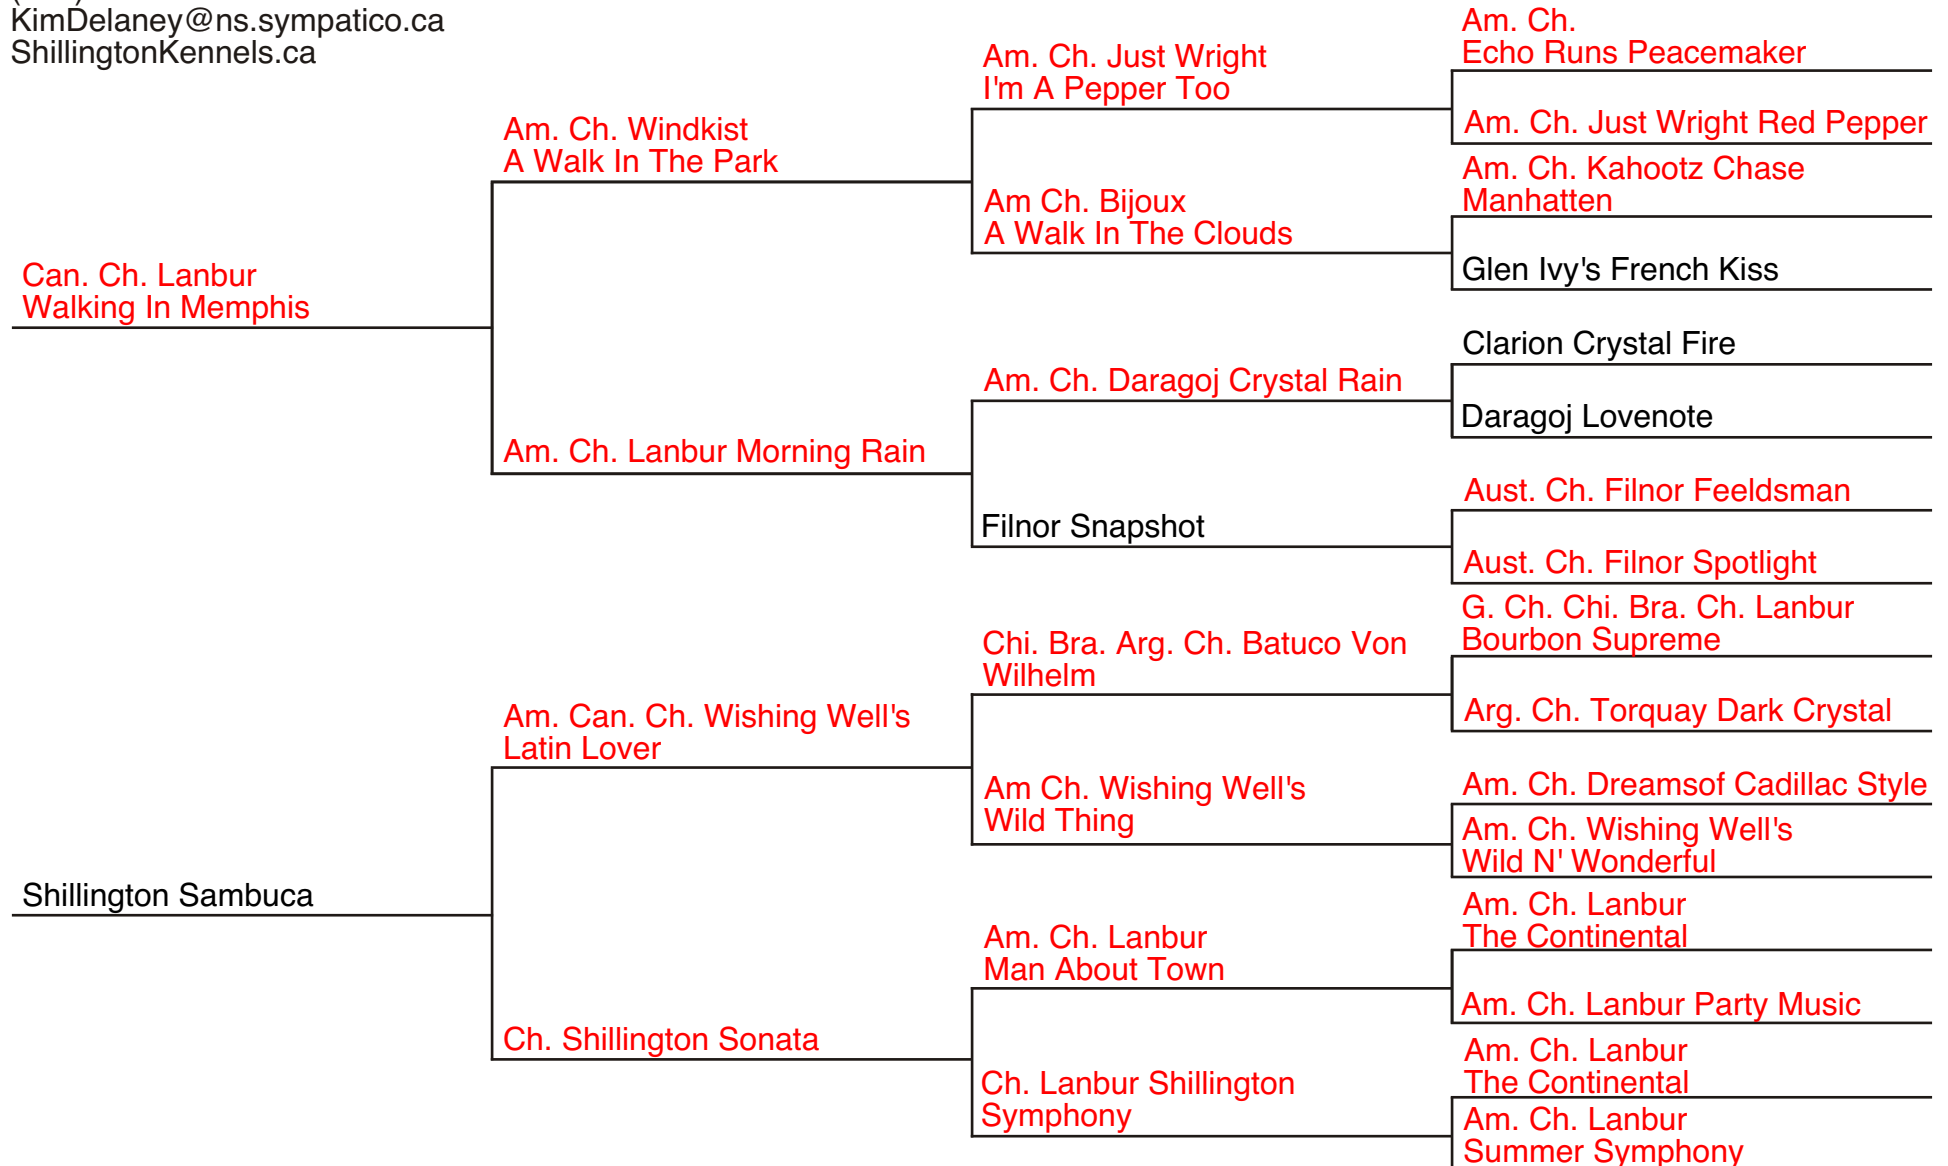 KimDelaney@ns.sympatico.ca
ShillingtonKennels.ca
Can. Ch. Lanbur
Walking In Memphis
Shillington Sambuca
Am. Ch. Windkist
A Walk In The Park
Am. Ch. Lanbur Morning Rain
Am. Can. Ch. Wishing Well's
Latin Lover
Ch. Shillington Sonata
Am. Ch. Just Wright
I'm A Pepper Too
Am Ch. Bijoux
A Walk In The Clouds
Am. Ch. Daragoj Crystal Rain
Filnor Snapshot
Chi. Bra. Arg. Ch. Batuco Von
Wilhelm
Am Ch. Wishing Well's
Wild Thing
Am. Ch. Lanbur
Man About Town
Ch. Lanbur Shillington
Symphony
Am. Ch.
Echo Runs Peacemaker
Am. Ch. Just Wright Red Pepper
Am. Ch. Kahootz Chase
Manhatten
Glen Ivy's French Kiss
Clarion Crystal Fire
Daragoj Lovenote
Aust. Ch. Filnor Feeldsman
Aust. Ch. Filnor Spotlight
G. Ch. Chi. Bra. Ch. Lanbur
Bourbon Supreme
Arg. Ch. Torquay Dark Crystal
Am. Ch. Dreamsof Cadillac Style
Am. Ch. Wishing Well's
Wild N' Wonderful
Am. Ch. Lanbur
The Continental
Am. Ch. Lanbur Party Music
Am. Ch. Lanbur
The Continental
Am. Ch. Lanbur
Summer Symphony